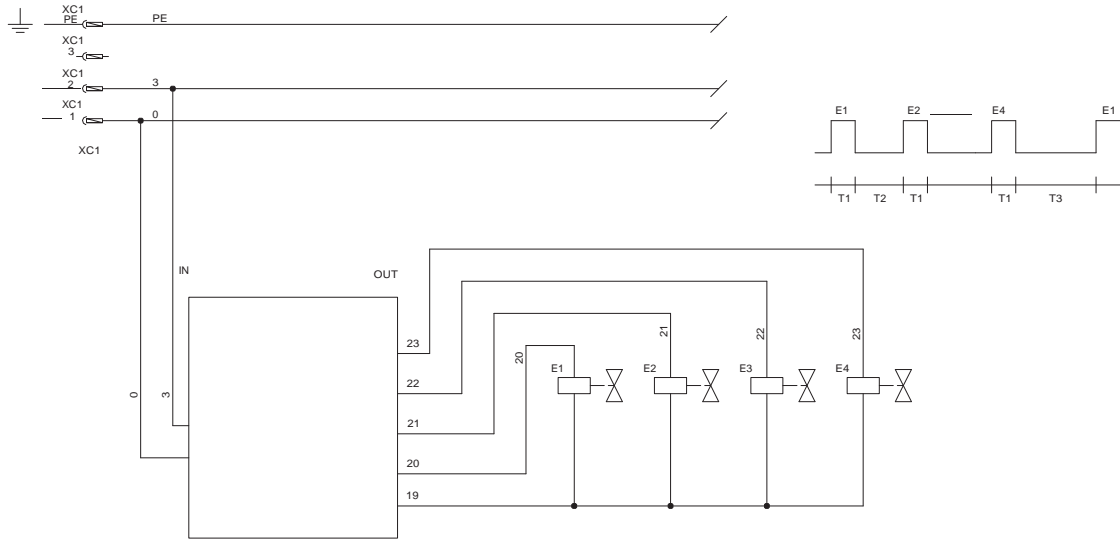 XC1
PE PE
XC1
3
XC1
2 3
XC1
1 0
XC1
E1 E2 E4 E1
T1 T2 T1 T1 T3
IN OUT
23
22
21
20
19
0 3
20 21 22 23
E1 E2 E3 E4